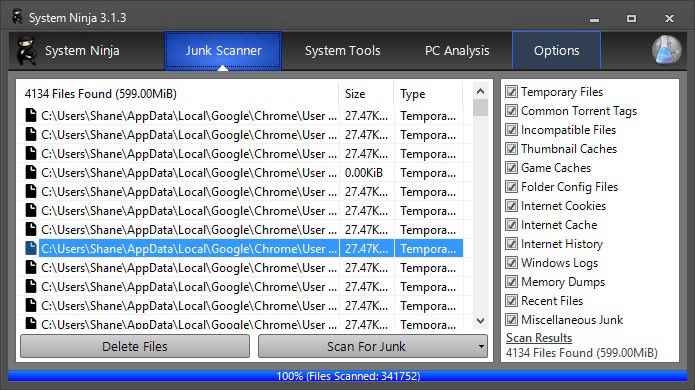 System Ninja 3.1.3
System Ninja Junk Scanner System Tools PC Analysis Options
4134 Files Found (599.00MiB) Size Type
C:\Users\Shane\AppData\Local\Google\Chrome\User ... 27.47K... Tempora...
C:\Users\Shane\AppData\Local\Google\Chrome\User ... 27.47K... Tempora...
C:\Users\Shane\AppData\Local\Google\Chrome\User ... 27.47K... Tempora...
C:\Users\Shane\AppData\Local\Google\Chrome\User ... 0.00KiB Tempora...
C:\Users\Shane\AppData\Local\Google\Chrome\User ... 27.47K... Tempora...
C:\Users\Shane\AppData\Local\Google\Chrome\User ... 27.47K... Tempora...
C:\Users\Shane\AppData\Local\Google\Chrome\User ... 27.47K... Tempora...
C:\Users\Shane\AppData\Local\Google\Chrome\User ... 27.47K... Tempora...
C:\Users\Shane\AppData\Local\Google\Chrome\User ... 27.47K... Tempora...
C:\Users\Shane\AppData\Local\Google\Chrome\User ... 27.47K... Tempora...
C:\Users\Shane\AppData\Local\Google\Chrome\User ... 27.47K... Tempora...
C:\Users\Shane\AppData\Local\Google\Chrome\User ... 27.47K... Tempora...
Delete Files
Scan For Junk
Temporary Files
Common Torrent Tags
Incompatible Files
Thumbnail Caches
Game Caches
Folder Config Files
Internet Cookies
Internet Cache
Internet History
Windows Logs
Memory Dumps
Recent Files
Miscellaneous Junk
Scan Results
4134 Files Found (599.00MiB)
100% (Files Scanned: 341752)